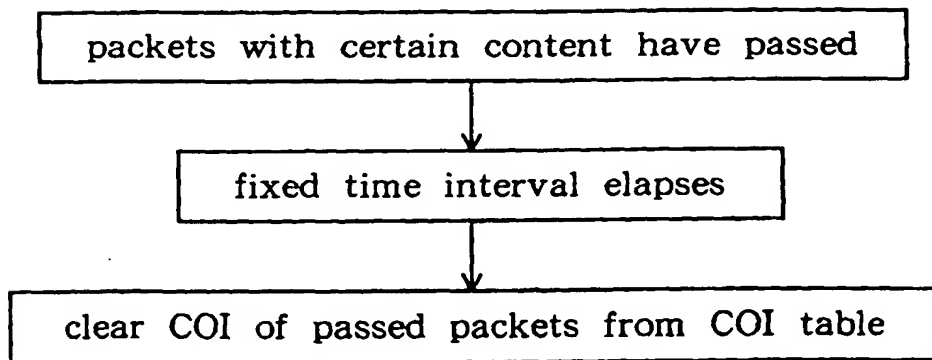 packets with certain content have passed
fixed time interval elapses
clear COI of passed packets from COI table